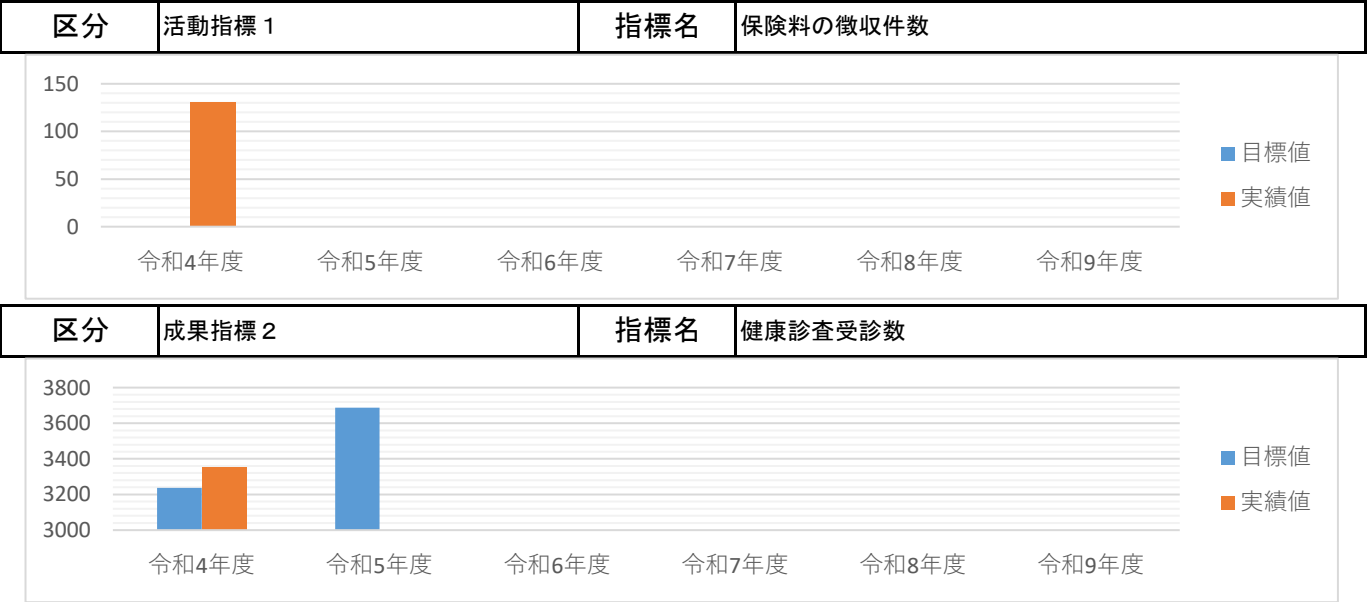 区分 活動指標１ 指標名 保険料の徴収件数
150
100
50
0
令和4年度 令和5年度 令和6年度 令和7年度 令和8年度 令和9年度
目標値
実績値
区分 成果指標２ 指標名 健康診査受診数
3800
3600
3400
3200
3000
令和4年度 令和5年度 令和6年度 令和7年度 令和8年度 令和9年度
目標値
実績値